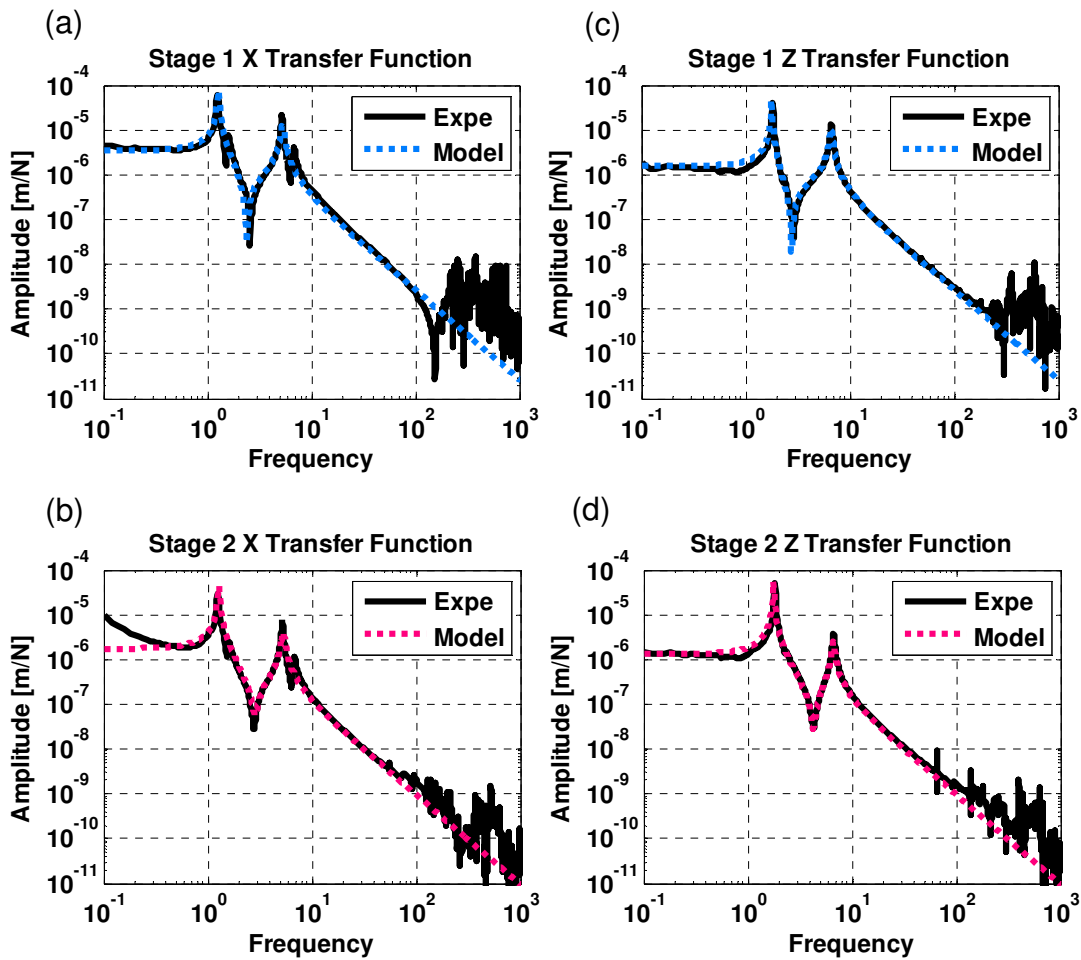 (a)
Stage 1 X Transfer Function
Amplitude [m/N]
10^-4
10^-5
10^-6
10^-7
10^-8
10^-9
10^-10
10^-11
Expe
Model
10^-1 10^0 10^1 10^2 10^3
Frequency
(c)
Stage 1 Z Transfer Function
Amplitude [m/N]
10^-4
10^-5
10^-6
10^-7
10^-8
10^-9
10^-10
10^-11
Expe
Model
10^-1 10^0 10^1 10^2 10^3
Frequency
(b)
Stage 2 X Transfer Function
Amplitude [m/N]
10^-4
10^-5
10^-6
10^-7
10^-8
10^-9
10^-10
10^-11
Expe
Model
10^-1 10^0 10^1 10^2 10^3
Frequency
(d)
Stage 2 Z Transfer Function
Amplitude [m/N]
10^-4
10^-5
10^-6
10^-7
10^-8
10^-9
10^-10
10^-11
Expe
Model
10^-1 10^0 10^1 10^2 10^3
Frequency